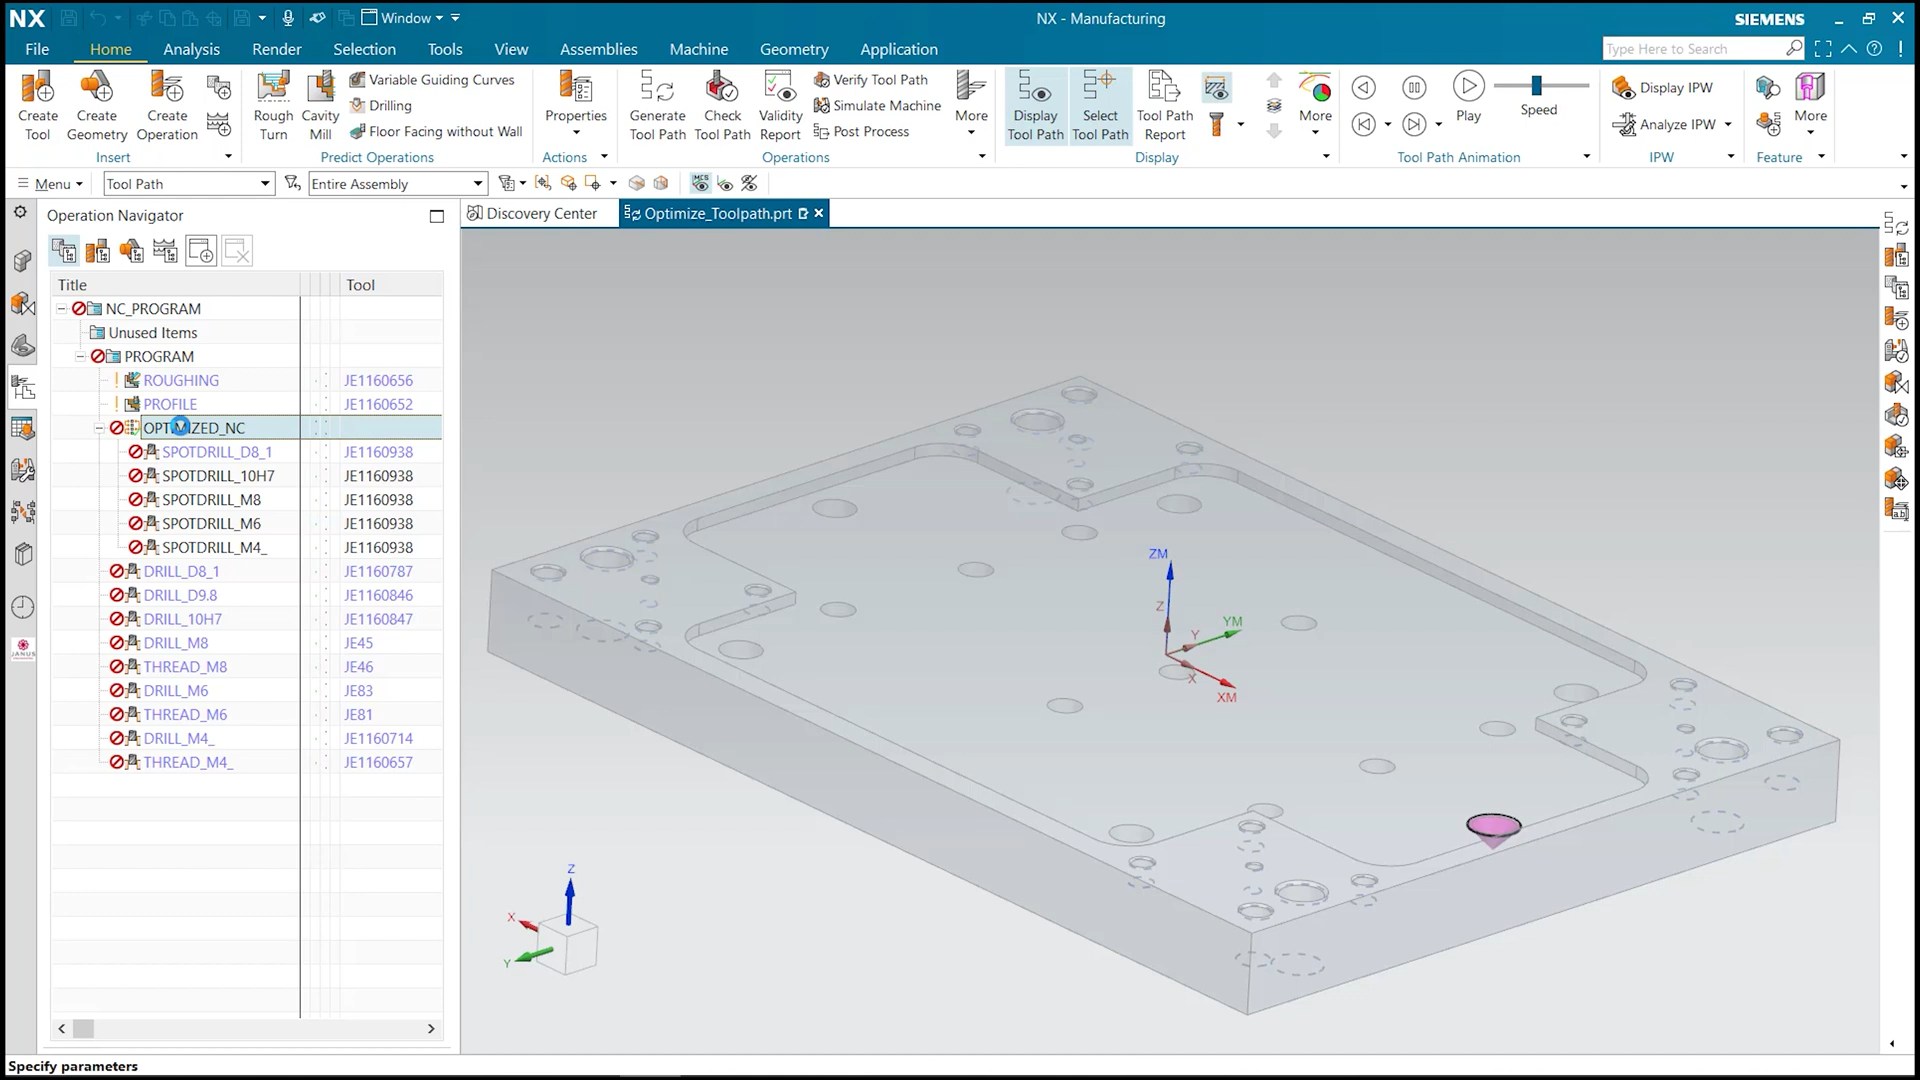 NX Window NX - Manufacturing SIEMENS
File Home Analysis Render Selection Tools View Assemblies Machine Geometry Application Type Here to Search
Create Tool
Create Geometry
Create Operation
Insert
Rough Turn
Cavity Mill
Variable Guiding Curves
Drilling
Floor Facing without Wall
Predict Operations
Properties
Actions
Generate Tool Path
Check Tool Path
Validity Report
Verify Tool Path
Simulate Machine
Post Process
More
Operations
Display Tool Path
Select Tool Path
Tool Path Report
More
Display
Play
Speed
Tool Path Animation
Display IPW
Analyze IPW
IPW
More
Feature
Menu Tool Path Entire Assembly
Operation Navigator
Discovery Center Optimize_Toolpath.prt
Title Tool
NC_PROGRAM
Unused Items
PROGRAM
ROUGHING JE1160656
PROFILE JE1160652
OPTIMIZED_NC
SPOTDRILL_D8_1 JE1160938
SPOTDRILL_10H7 JE1160938
SPOTDRILL_M8 JE1160938
SPOTDRILL_M6 JE1160938
SPOTDRILL_M4_ JE1160938
DRILL_D8_1 JE1160787
DRILL_D9.8 JE1160846
DRILL_10H7 JE1160847
DRILL_M8 JE45
THREAD_M8 JE46
DRILL_M6 JE83
THREAD_M6 JE81
DRILL_M4_ JE1160714
THREAD_M4_ JE1160657
JANUS
ZM
Z
YM
Y
X
XM
Z
X
Y
Specify parameters